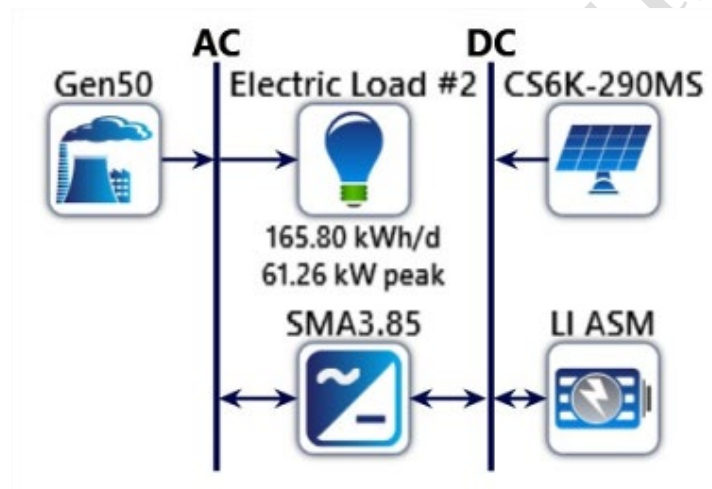 AC
DC
Gen50
Electric Load #2
CS6K-290MS
165.80 kWh/d
61.26 kW peak
SMA3.85
LI ASM